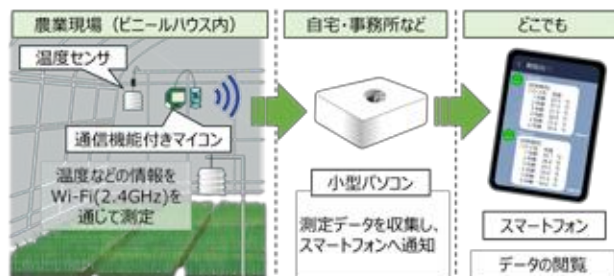 農業現場（ビニールハウス内）
温度センサ
通信機能付きマイコン
温度などの情報を
Wi-Fi(2.4GHz)を
通じて測定
自宅・事務所など
小型パソコン
測定データを収集し、
スマートフォンへ通知
どこでも
スマートフォン
データの閲覧